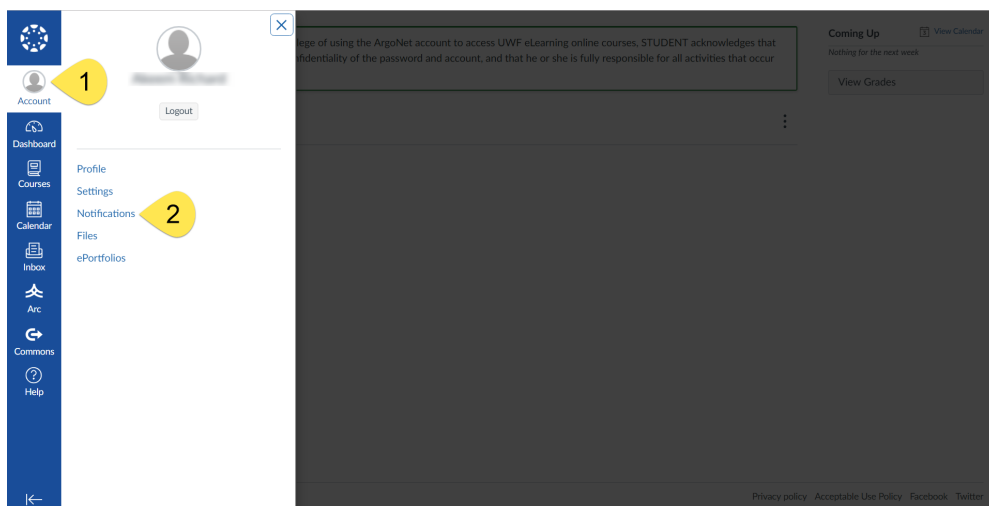 Account
Dashboard
Courses
Calendar
Inbox
Arc
Commons
Help
1
Logout
Profile
Settings
Notifications
2
Files
ePortfolios
lege of using the ArgoNet account to access UWF eLearning online courses, STUDENT acknowledges that
nfidentiality of the password and account, and that he or she is fully responsible for all activities that occur
Coming Up
View Calendar
Nothing for the next week
View Grades
Privacy policy Acceptable Use Policy Facebook Twitter